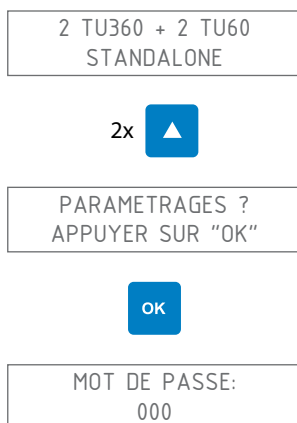 2 TU360 + 2 TU60
STANDALONE
2x
PARAMETRAGES ?
APPUYER SUR "OK"
OK
MOT DE PASSE:
000